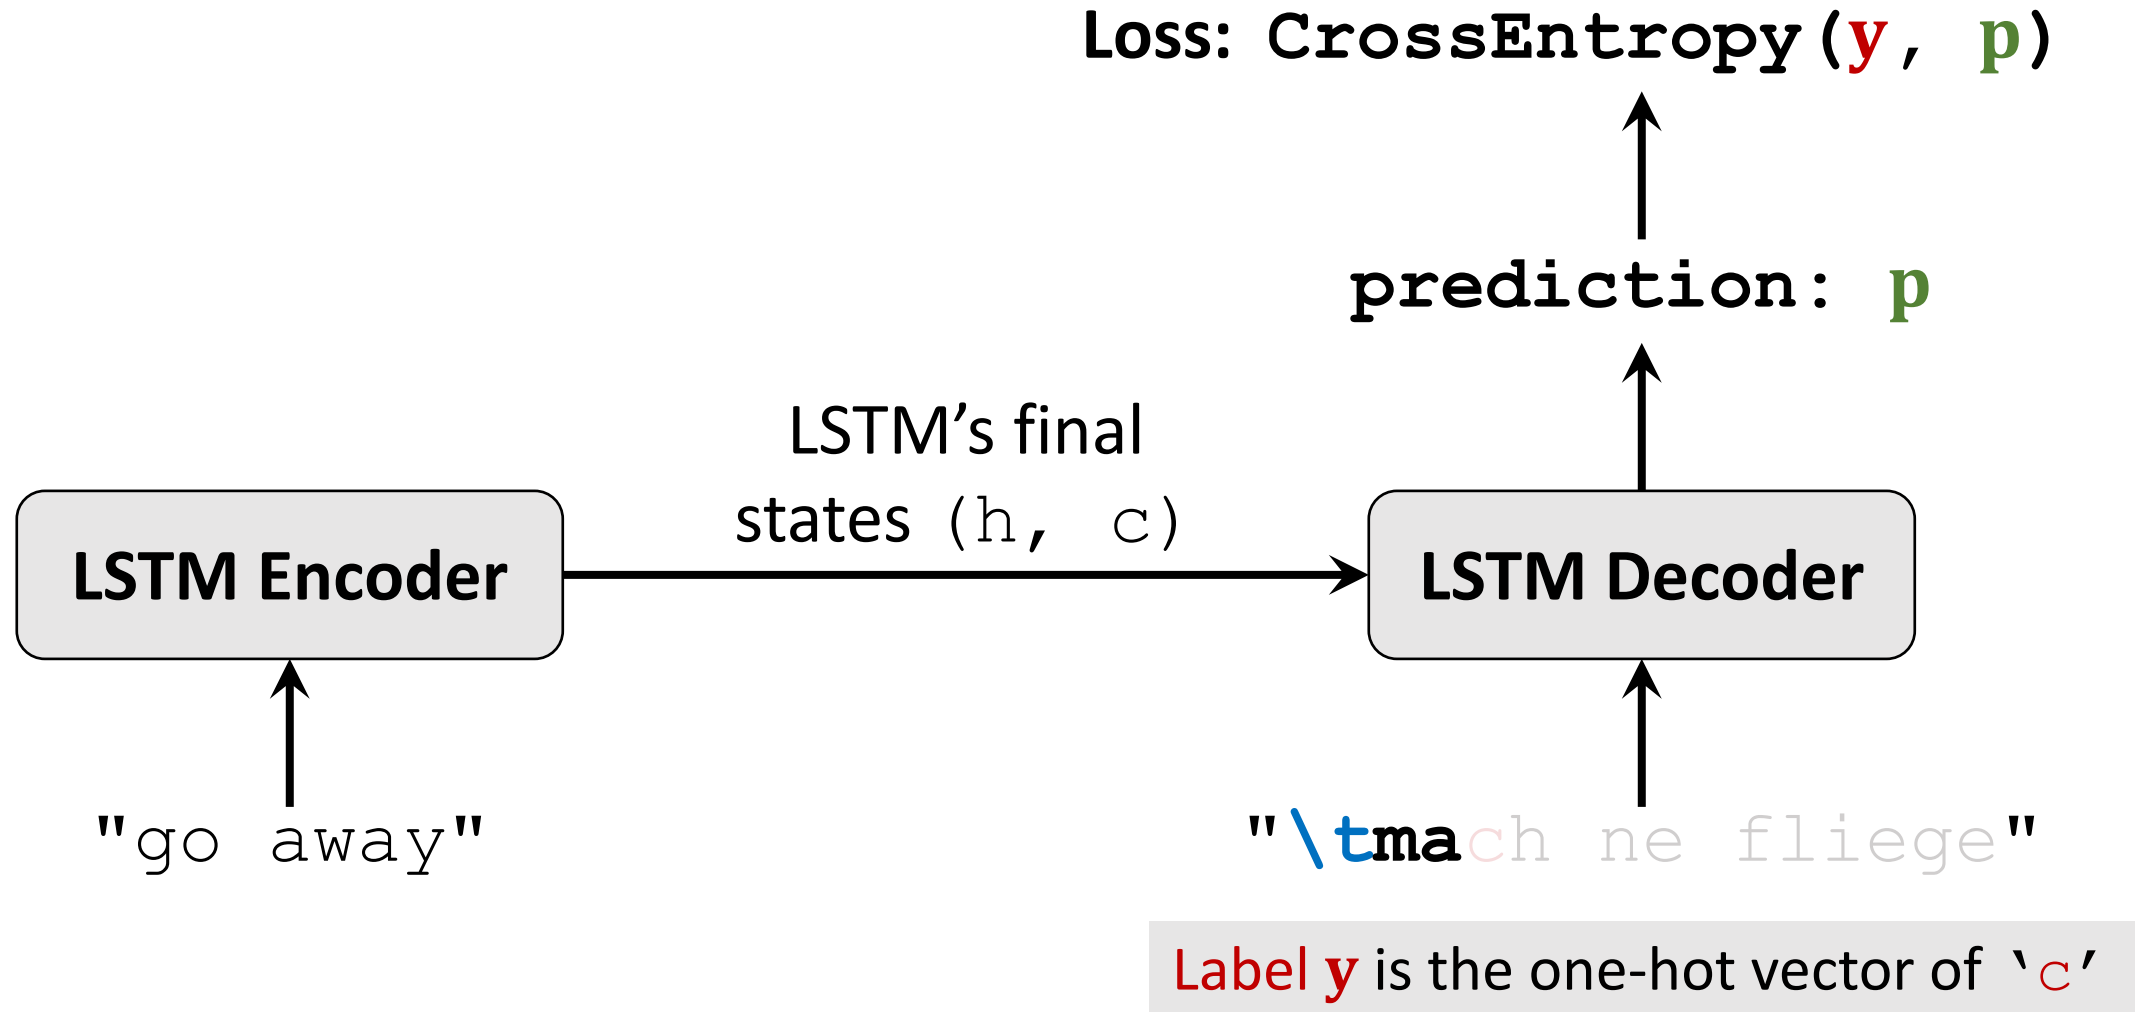 Loss: CrossEntropy(y, p)
prediction: p
LSTM’s final
states (h, c)
LSTM Encoder
LSTM Decoder
"go away"
"\tmach ne fliege"
Label y is the one-hot vector of ‘c’